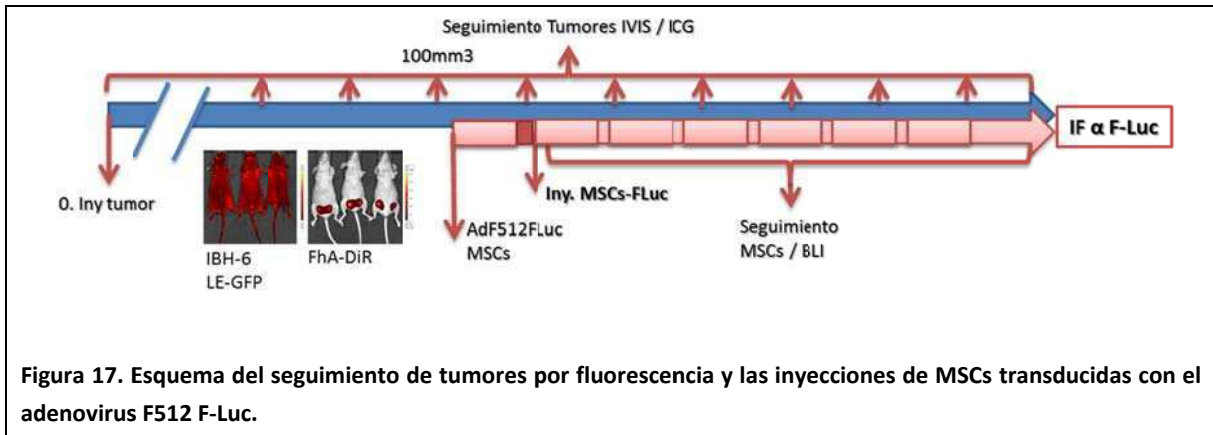 Seguimiento Tumores IVIS / ICG
100mm3
IF α F-Luc
0. Iny tumor
Iny. MSCs-FLuc
AdF512FLuc
MSCs
Seguimiento
MSCs / BLI
IBH-6
LE-GFP
FhA-DiR
Figura 17. Esquema del seguimiento de tumores por fluorescencia y las inyecciones de MSCs transducidas con el
adenovirus F512 F-Luc.